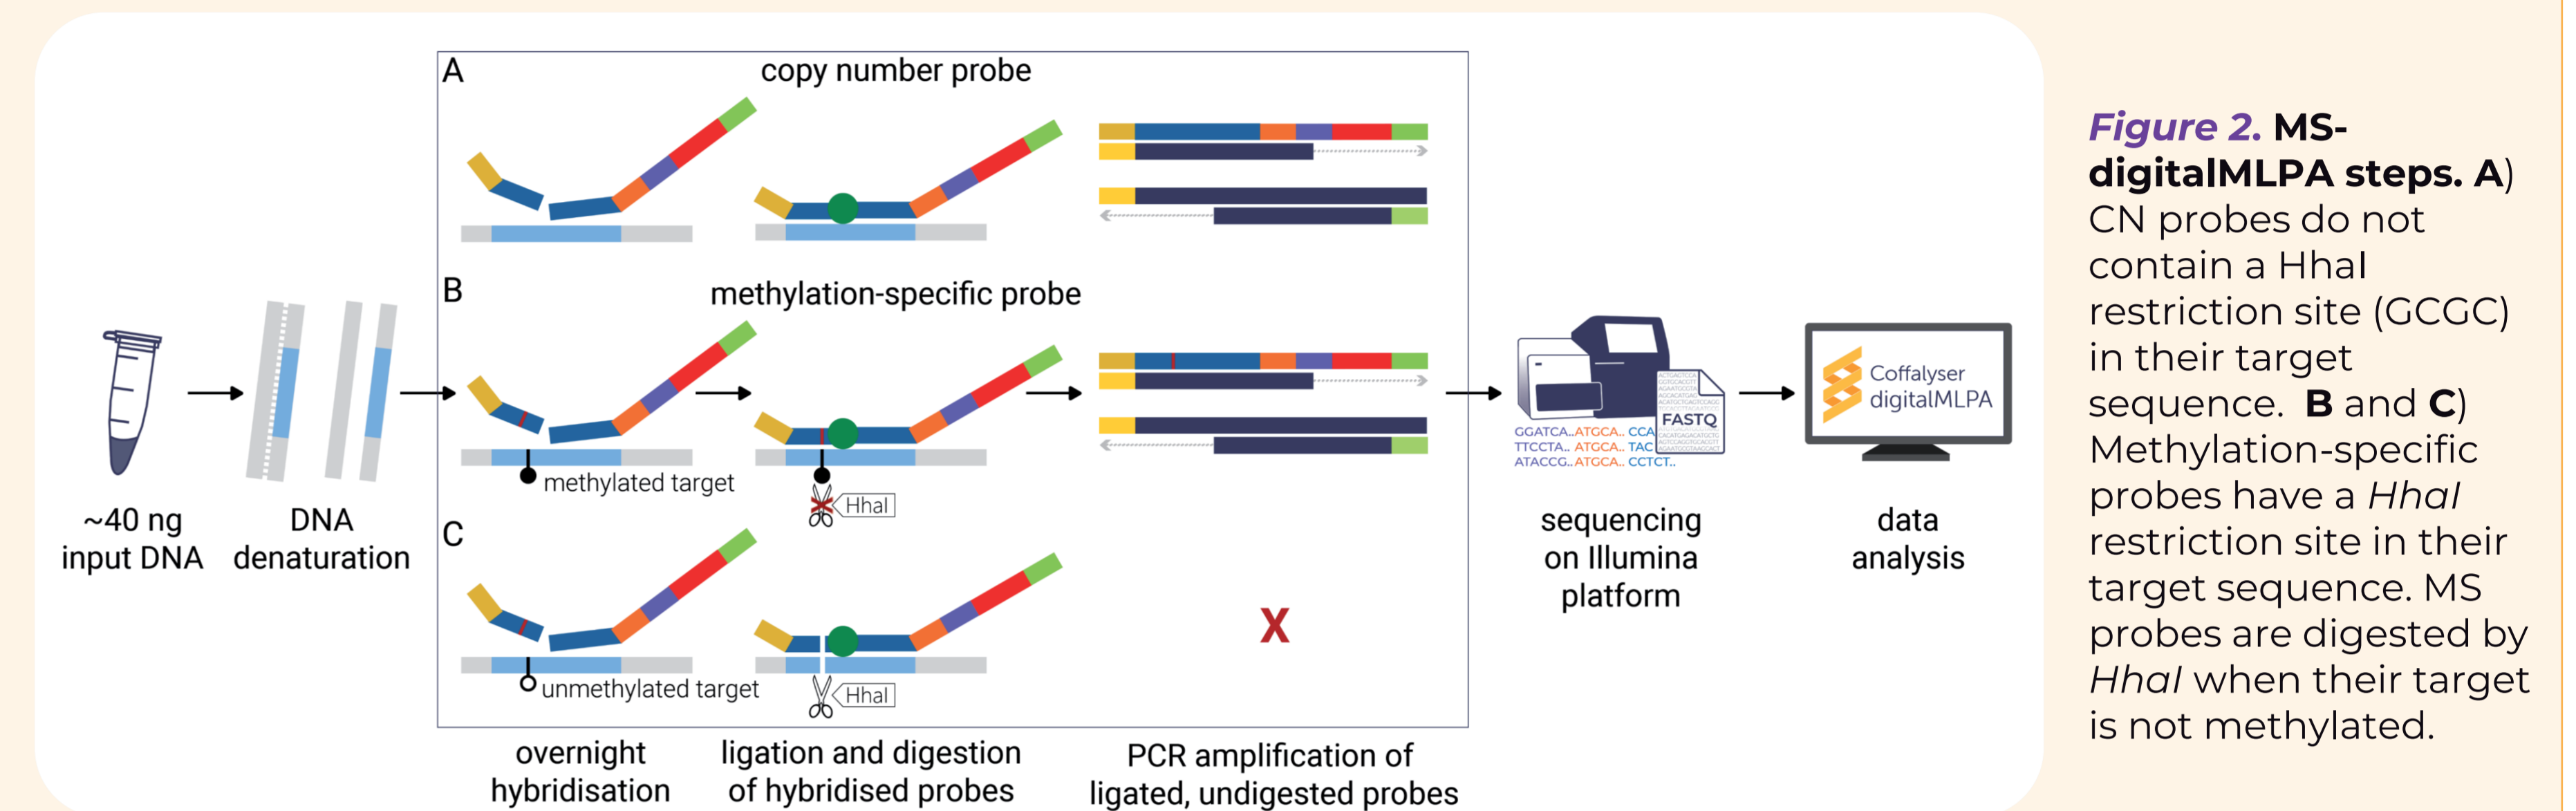 A
copy number probe
B
methylation-specific probe
methylated target
HhaI
C
unmethylated target
HhaI
X
~40 ng
input DNA
DNA
denaturation
overnight
hybridisation
ligation and digestion
of hybridised probes
PCR amplification of
ligated, undigested probes
FASTQ
GGATCA..ATGCA.. CCA
TTCCTA.. ATGCA.. TAC
ATACCG..ATGCA.. CCTCT..
sequencing
on Illumina
platform
Coffalyser
digitalMLPA
data
analysis
Figure 2. MS-
digitalMLPA steps. A)
CN probes do not
contain a HhaI
restriction site (GCGC)
in their target
sequence. B and C)
Methylation-specific
probes have a HhaI
restriction site in their
target sequence. MS
probes are digested by
HhaI when their target
is not methylated.